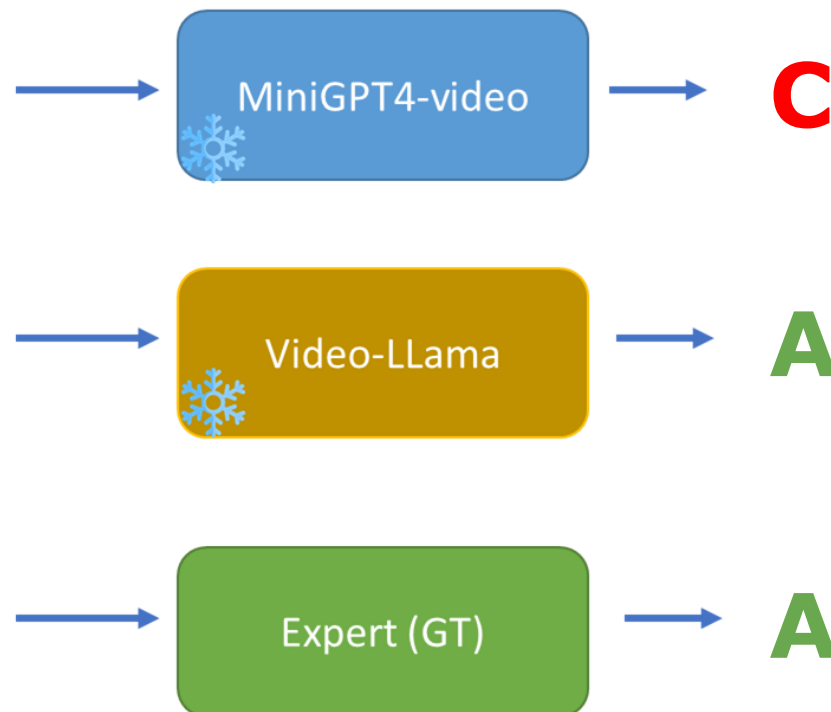 MiniGPT4-video
C
Video-LLama
A
Expert (GT)
A